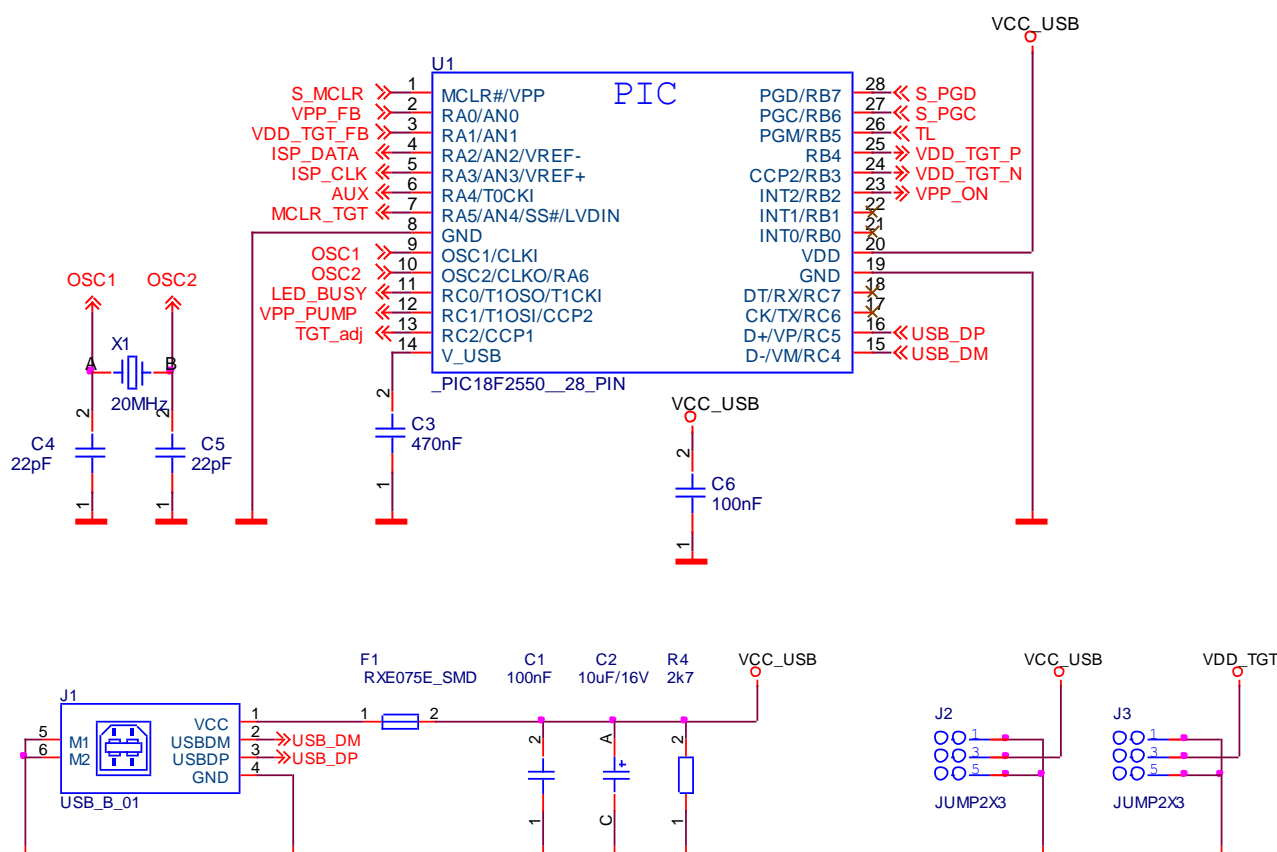 VCC_USB
U1
PIC
S_MCLR 1 MCLR#/VPP PGD/RB7 28 S_PGD
VPP_FB 2 RA0/AN0 PGC/RB6 27 S_PGC
VDD_TGT_FB 3 RA1/AN1 PGM/RB5 26 TL
ISP_DATA 4 RA2/AN2/VREF- RB4 25 VDD_TGT_P
ISP_CLK 5 RA3/AN3/VREF+ CCP2/RB3 24 VDD_TGT_N
AUX 6 RA4/T0CKI INT2/RB2 23 VPP_ON
MCLR_TGT 7 RA5/AN4/SS#/LVDIN INT1/RB1 22
8 GND INT0/RB0 21
OSC1 9 OSC1/CLKI VDD 20
OSC2 10 OSC2/CLKO/RA6 GND 19
LED_BUSY 11 RC0/T1OSO/T1CKI DT/RX/RC7 18
VPP_PUMP 12 RC1/T1OSI/CCP2 CK/TX/RC6 17
TGT_adj 13 RC2/CCP1 D+/VP/RC5 16 USB_DP
14 V_USB D-/VM/RC4 15 USB_DM
_PIC18F2550__28_PIN
OSC1 OSC2
X1
A B
20MHz
2 2
C4 C5
22pF 22pF
1 1
2
C3
470nF
1
VCC_USB
2
C6
100nF
1
F1 C1 C2 R4 VCC_USB
RXE075E_SMD 100nF 10uF/16V 2k7
J1
VCC 1 1 2
5 M1 USBDM 2 USB_DM
6 M2 USBDP 3 USB_DP
GND 4
USB_B_01
2 A + 2
1 C 1
VCC_USB VDD_TGT
J2 J3
1 1
3 3
5 5
JUMP2X3 JUMP2X3